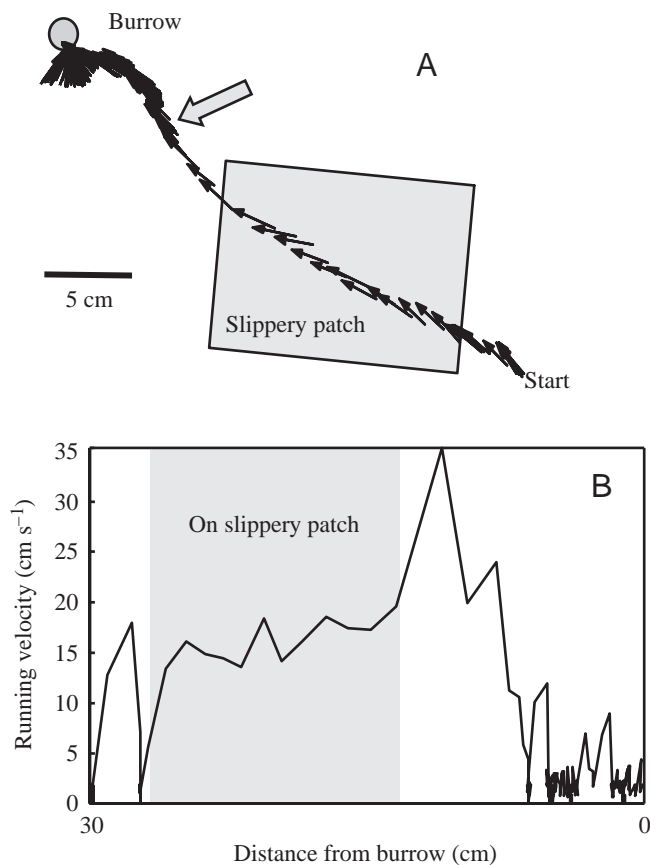 Burrow
A
5 cm
Slippery patch
Start
35
30
25
20
15
10
5
0
Running velocity (cm s⁻¹)
On slippery patch
B
30
0
Distance from burrow (cm)